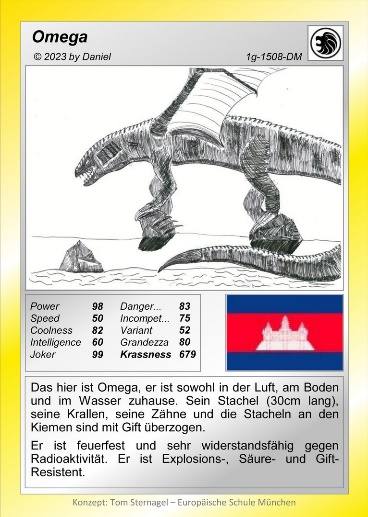 Omega
© 2023 by Daniel 1g-1508-DM
Power 98 Danger... 83
Speed 50 Incompet... 75
Coolness 82 Variant 52
Intelligence 60 Grandezza 80
Joker 99 Krassness 679
Das hier ist Omega, er ist sowohl in der Luft, am Boden
und im Wasser zuhause. Sein Stachel (30cm lang),
seine Krallen, seine Zähne und die Stacheln an den
Kiemen sind mit Gift überzogen.
Er ist feuerfest und sehr widerstandsfähig gegen
Radioaktivität. Er ist Explosions-, Säure- und Gift-
Resistent.
Konzept: Tom Sternagel – Europäische Schule München